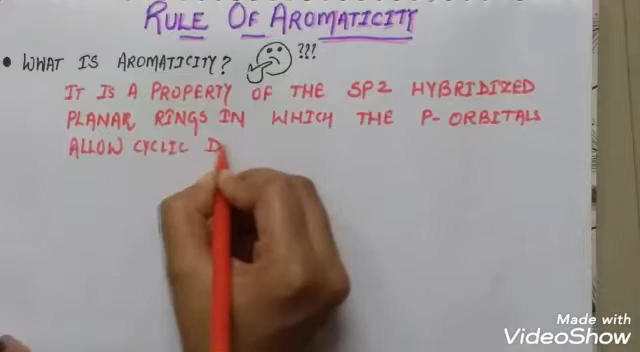 RULE OF AROMATICITY
• WHAT IS AROMATICITY? ???
IT IS A PROPERTY OF THE SP2 HYBRIDIZED
PLANAR RINGS IN WHICH THE P-ORBITALS
ALLOW CYCLIC D
Made with
VideoShow